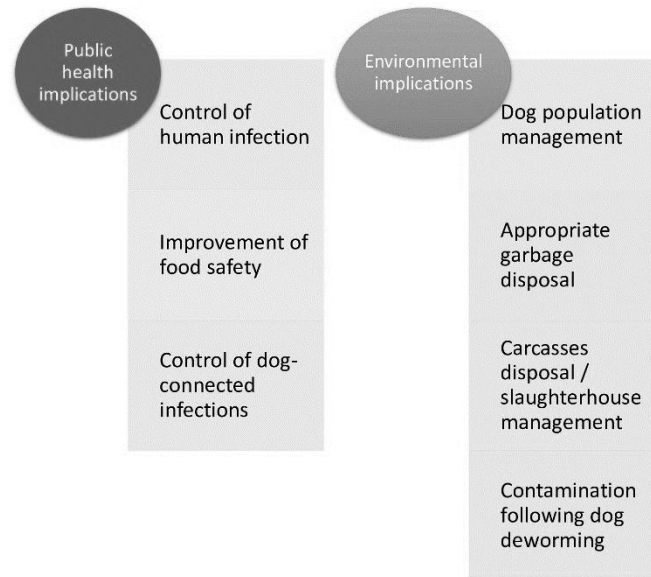 Public
health
implications
Control of
human infection
Improvement of
food safety
Control of dog-
connected
infections
Environmental
implications
Dog population
management
Appropriate
garbage
disposal
Carcasses
disposal /
slaughterhouse
management
Contamination
following dog
deworming